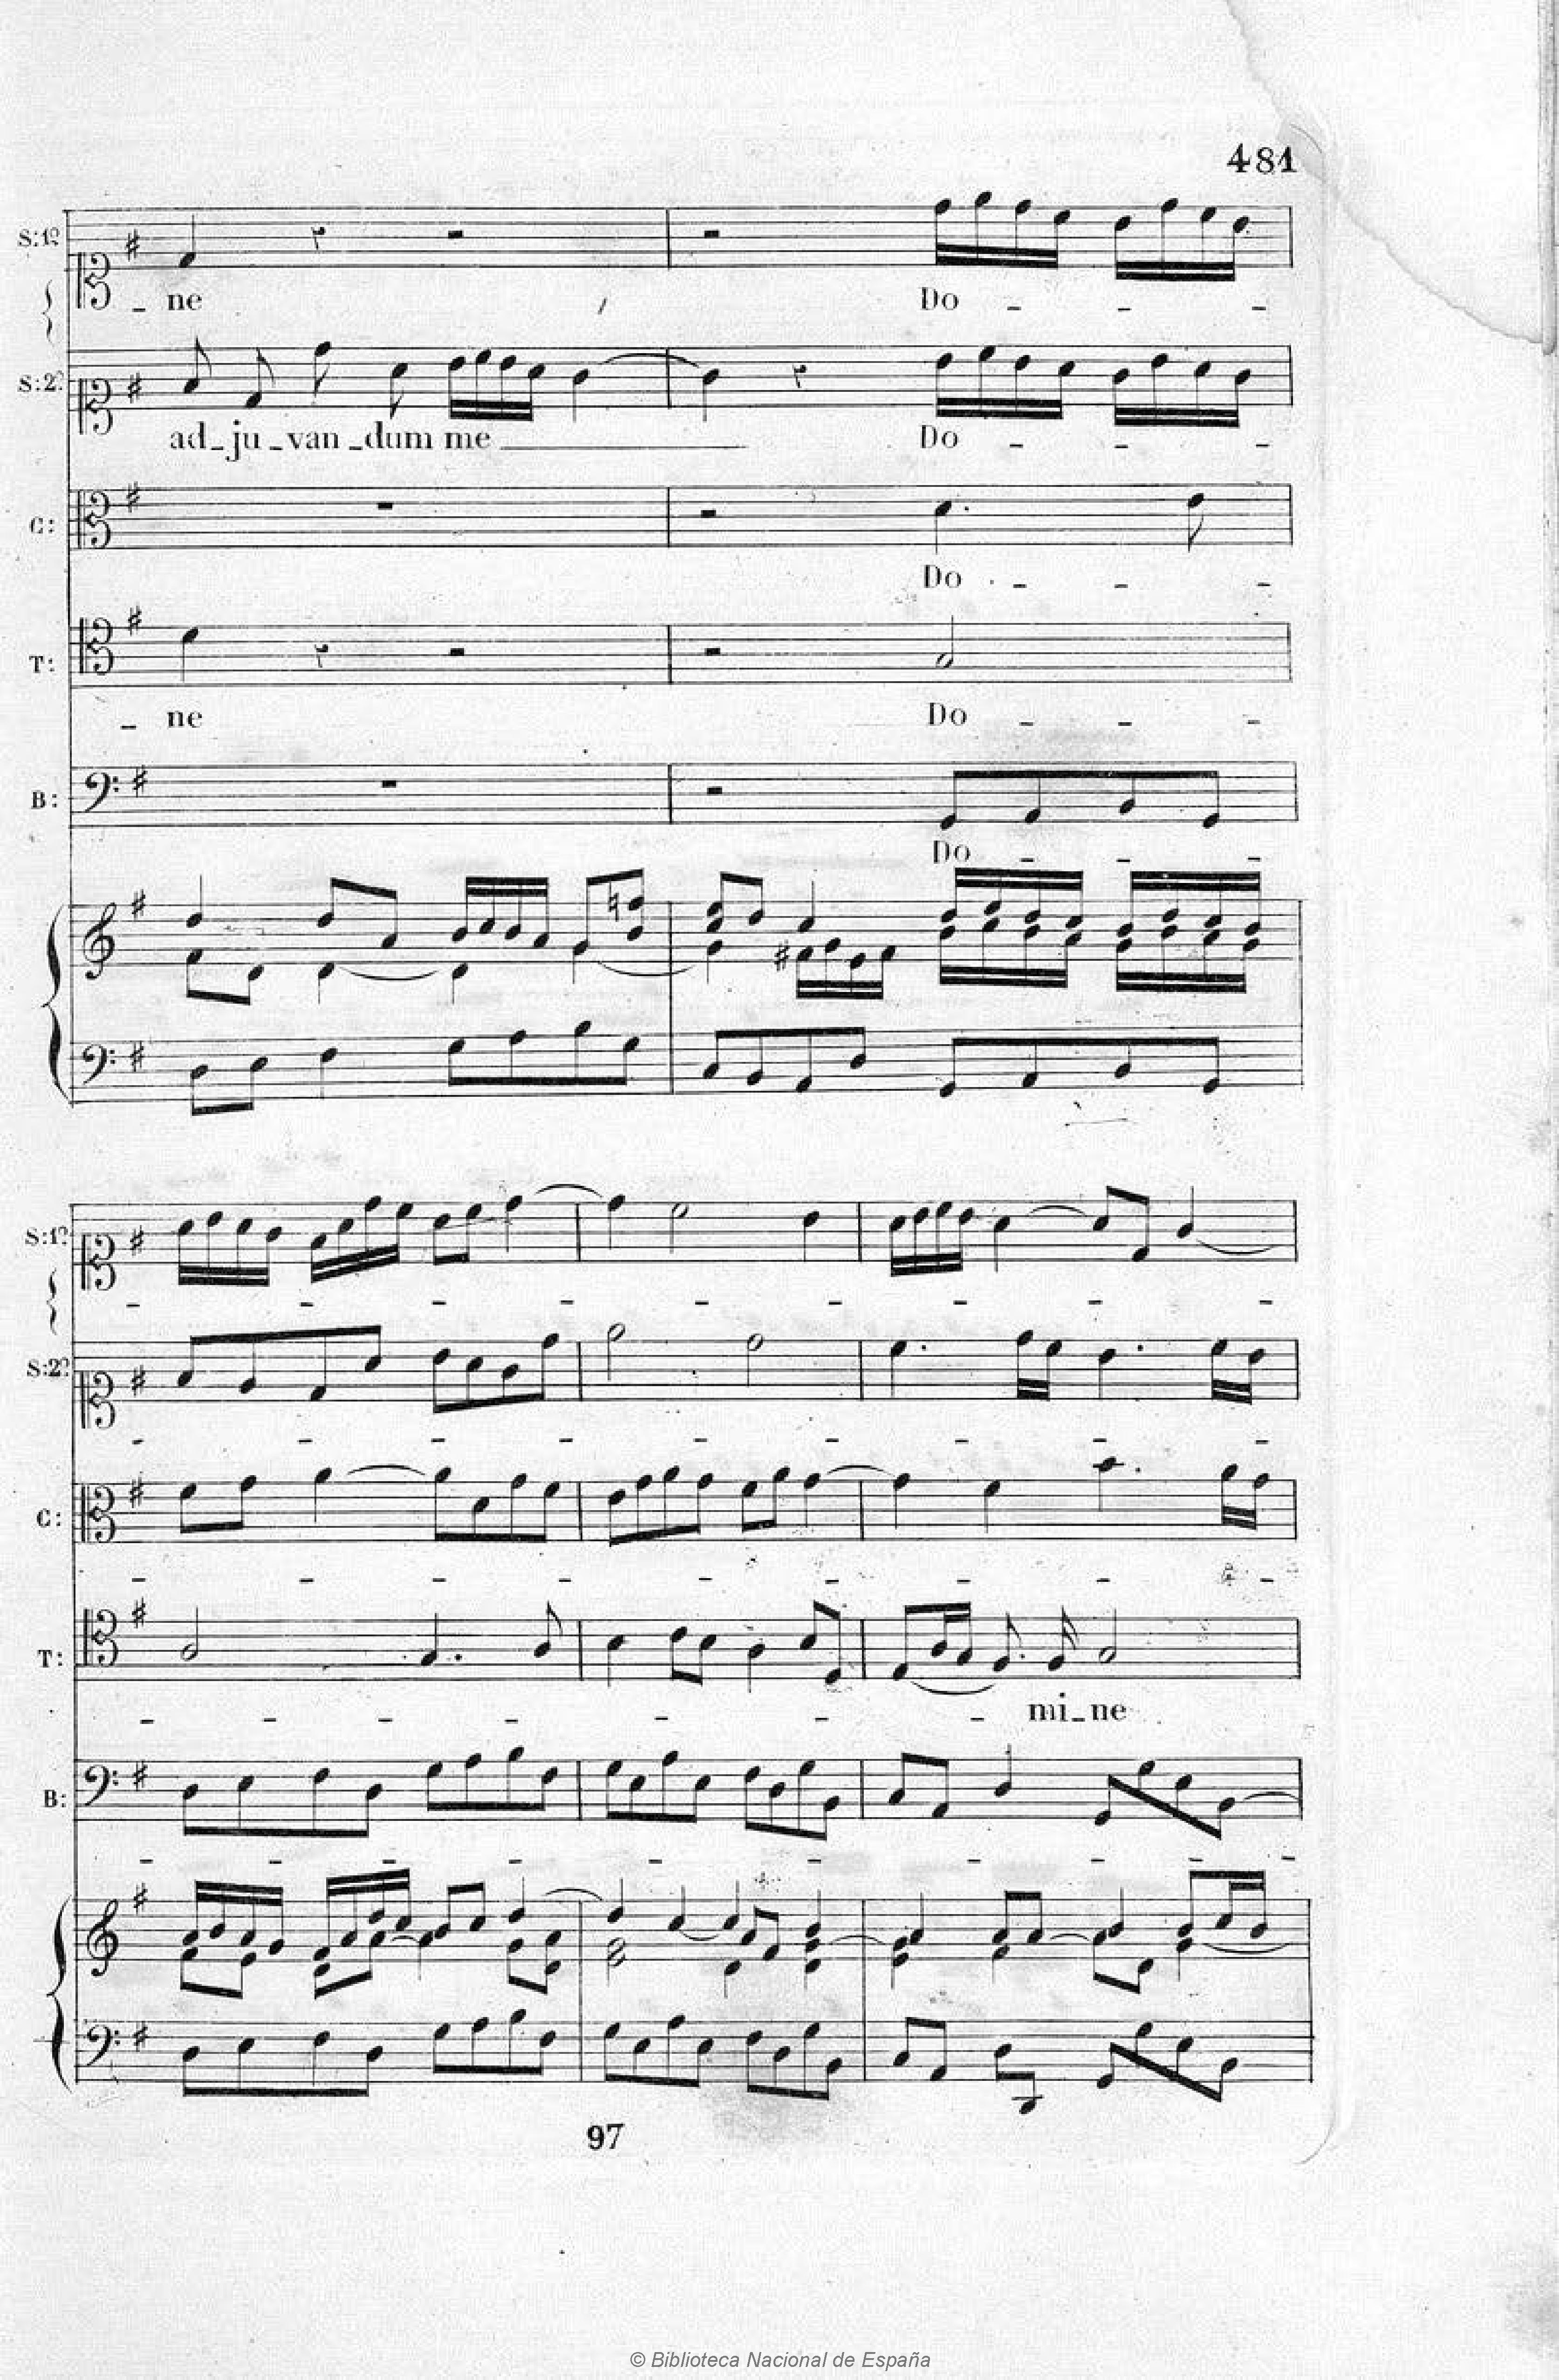 481
S:1º
_ ne Do _ _ _
S:2º
ad_ju_van_dum me Do _ _ _
C:
Do _ _ _
T:
_ ne Do _ _ _
B:
Do _ _ _
S:1º
_ _ _ _ _ _ _ _ _
S:2º
_ _ _ _ _ _ _ _ _
C:
_ _ _ _ _ _ _ _ _
T:
_ _ _ _ _ _ _ mi_ne
B:
_ _ _ _ _ _ _ _ _ _
97
© Biblioteca Nacional de España